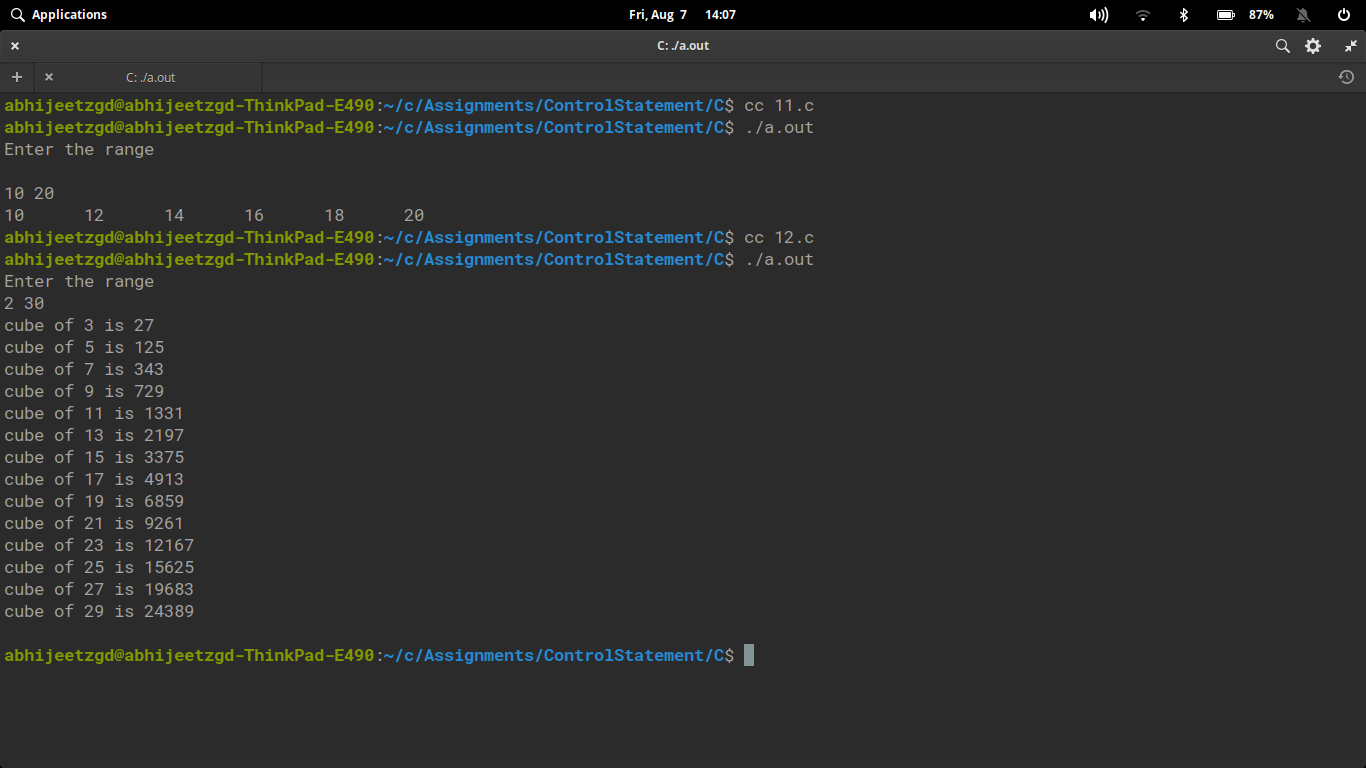 Applications Fri, Aug 7 14:07 87%
C: ./a.out
C: ./a.out
abhijeetzgd@abhijeetzgd-ThinkPad-E490:~/c/Assignments/ControlStatement/C$ cc 11.c
abhijeetzgd@abhijeetzgd-ThinkPad-E490:~/c/Assignments/ControlStatement/C$ ./a.out
Enter the range
10 20
10 12 14 16 18 20
abhijeetzgd@abhijeetzgd-ThinkPad-E490:~/c/Assignments/ControlStatement/C$ cc 12.c
abhijeetzgd@abhijeetzgd-ThinkPad-E490:~/c/Assignments/ControlStatement/C$ ./a.out
Enter the range
2 30
cube of 3 is 27
cube of 5 is 125
cube of 7 is 343
cube of 9 is 729
cube of 11 is 1331
cube of 13 is 2197
cube of 15 is 3375
cube of 17 is 4913
cube of 19 is 6859
cube of 21 is 9261
cube of 23 is 12167
cube of 25 is 15625
cube of 27 is 19683
cube of 29 is 24389
abhijeetzgd@abhijeetzgd-ThinkPad-E490:~/c/Assignments/ControlStatement/C$